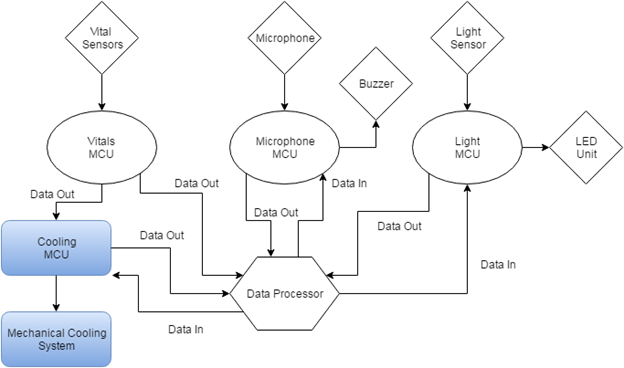 Vital
Sensors
Microphone
Light
Sensor
Buzzer
Vitals
MCU
Microphone
MCU
Light
MCU
LED
Unit
Data Out
Data Out
Data In
Data Out
Data Out
Data Out
Cooling
MCU
Data In
Data Processor
Data In
Mechanical Cooling
System